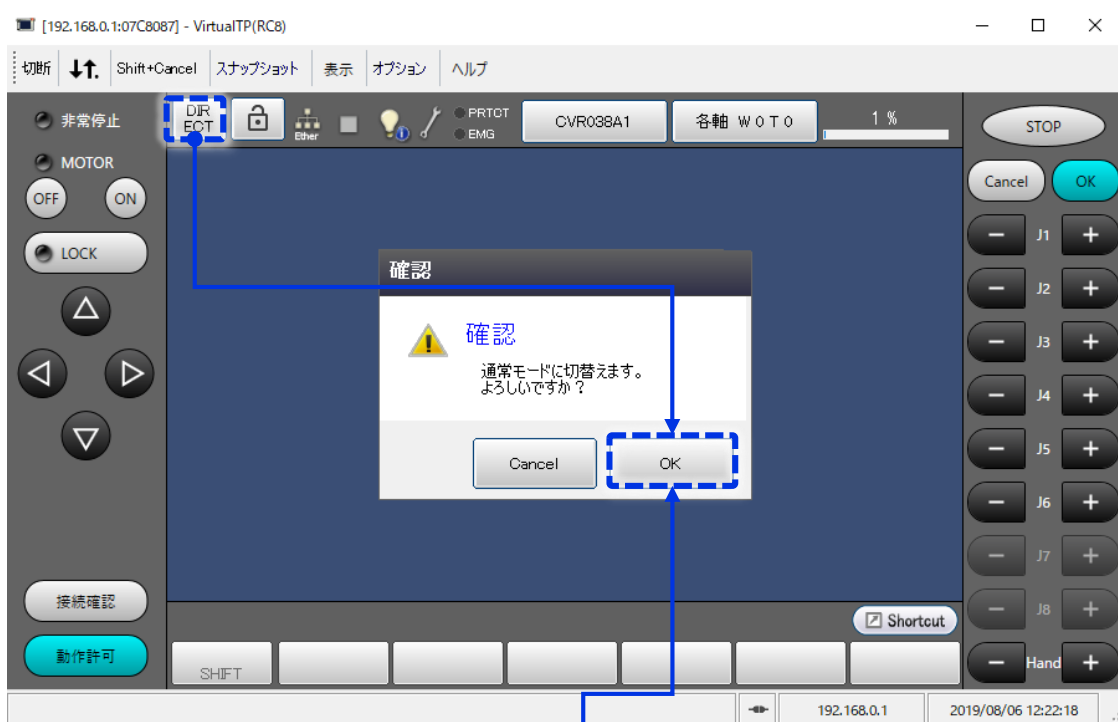 [192.168.0.1:07C8087] - VirtualTP(RC8)
切断 Shift+Cancel スナップショット 表示 オプション ヘルプ
非常停止
DIR
ECT
Ether
PRTCT
EMG
CVR038A1
各軸 W0T0
1 %
STOP
MOTOR
OFF ON
Cancel OK
LOCK
J1
J2
J3
J4
J5
J6
J7
J8
Hand
確認
確認
通常モードに切替えます。
よろしいですか？
Cancel OK
接続確認
動作許可
Shortcut
SHIFT
192.168.0.1 2019/08/06 12:22:18